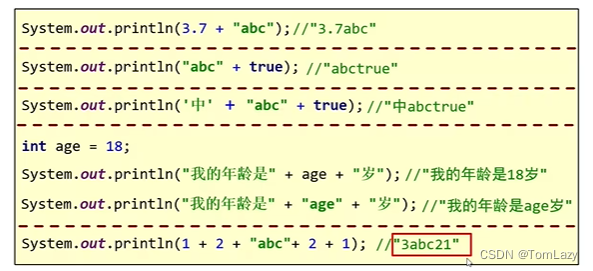 System.out.println(3.7 + "abc");//"3.7abc"
System.out.println("abc" + true); //"abctrue"
System.out.println('中' + "abc" + true);//"中abctrue"
int age = 18;
System.out.println("我的年龄是" + age + "岁");//"我的年龄是18岁"
System.out.println("我的年龄是" + "age" + "岁");//"我的年龄是age岁"
System.out.println(1 + 2 + "abc"+ 2 + 1); //"3abc21"
CSDN @TomLazy